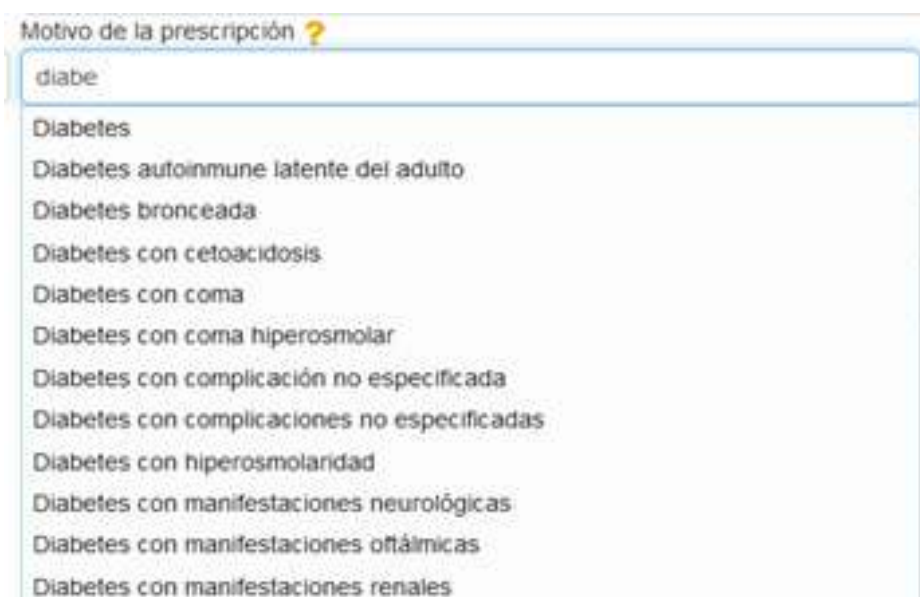 Motivo de la prescripción ?
diabe
Diabetes
Diabetes autoinmune latente del adulto
Diabetes bronceada
Diabetes con cetoacidosis
Diabetes con coma
Diabetes con coma hiperosmolar
Diabetes con complicación no especificada
Diabetes con complicaciones no especificadas
Diabetes con hiperosmolaridad
Diabetes con manifestaciones neurológicas
Diabetes con manifestaciones oftálmicas
Diabetes con manifestaciones renales